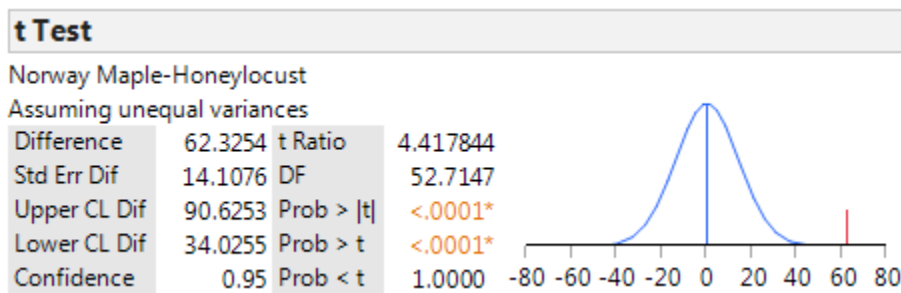 t Test
Norway Maple-Honeylocust
Assuming unequal variances
Difference 62.3254 t Ratio 4.417844
Std Err Dif 14.1076 DF 52.7147
Upper CL Dif 90.6253 Prob > |t| <.0001*
Lower CL Dif 34.0255 Prob > t <.0001*
Confidence 0.95 Prob < t 1.0000
-80 -60 -40 -20 0 20 40 60 80